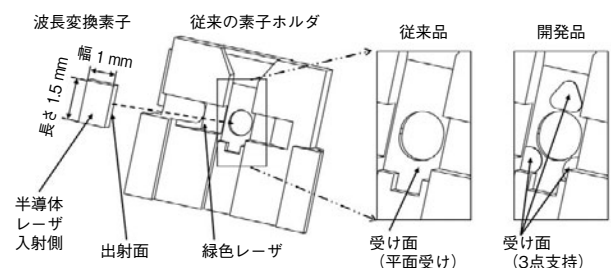 波長変換素子
従来の素子ホルダ
従来品
開発品
幅 1 mm
長さ 1.5 mm
半導体
レーザ
入射側
出射面
緑色レーザ
受け面
(平面受け)
受け面
(3点支持)